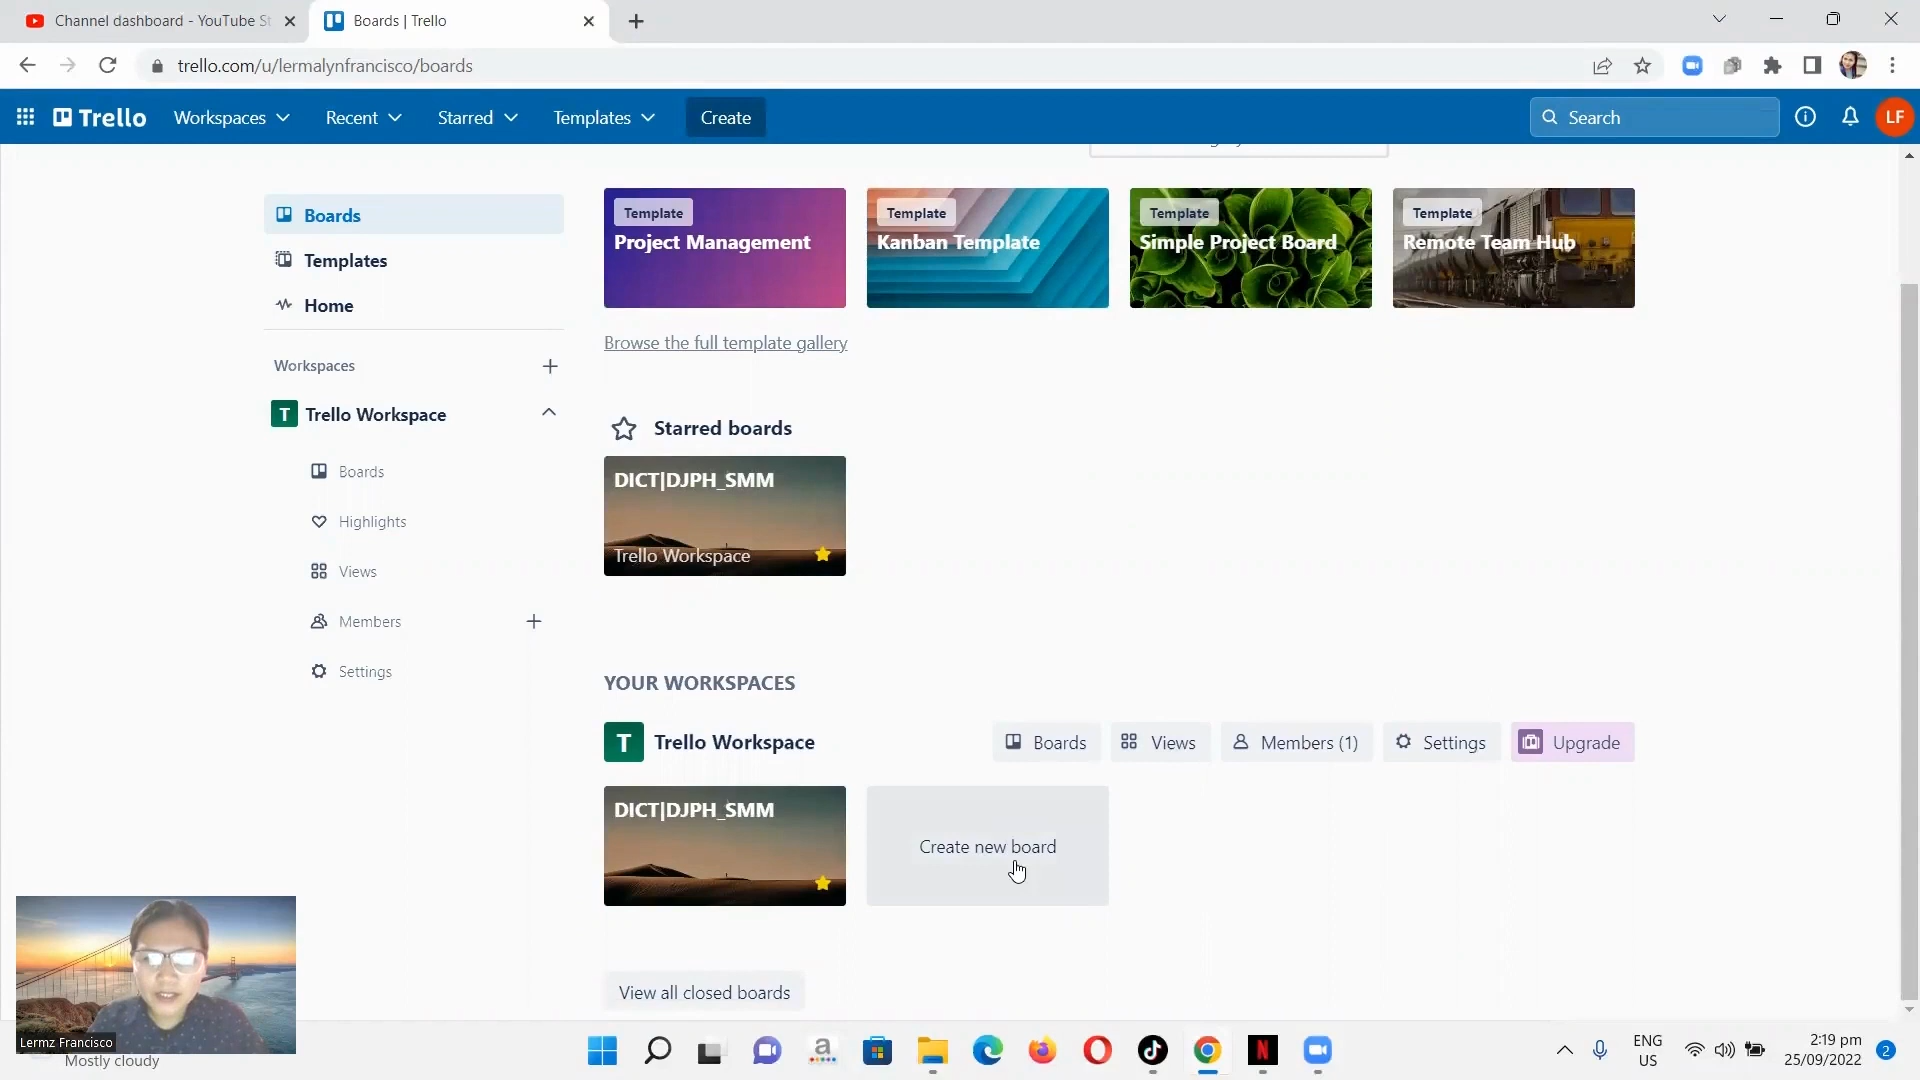 Channel dashboard - YouTube St
Boards | Trello
trello.com/u/lermalynfrancisco/boards
Trello
Workspaces
Recent
Starred
Templates
Create
Search
LF
Boards
Templates
Home
Workspaces
T Trello Workspace
Boards
Highlights
Views
Members
Settings
Template
Project Management
Template
Kanban Template
Template
Simple Project Board
Template
Remote Team Hub
Browse the full template gallery
Starred boards
DICT|DJPH_SMM
Trello Workspace
YOUR WORKSPACES
T Trello Workspace
Boards
Views
Members (1)
Settings
Upgrade
DICT|DJPH_SMM
Create new board
View all closed boards
Lermz Francisco
Mostly cloudy
a
N
ENG
US
2:19 pm
25/09/2022
2